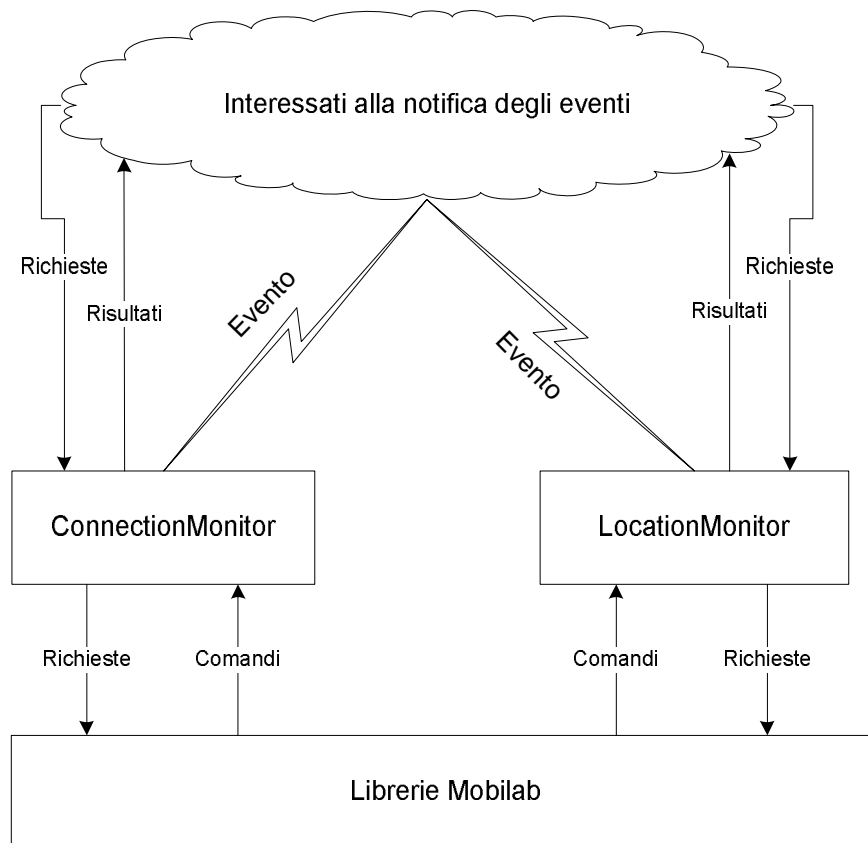 Interessati alla notifica degli eventi
Richieste
Risultati
Evento
Evento
Risultati
Richieste
ConnectionMonitor
LocationMonitor
Richieste
Comandi
Comandi
Richieste
Librerie Mobilab